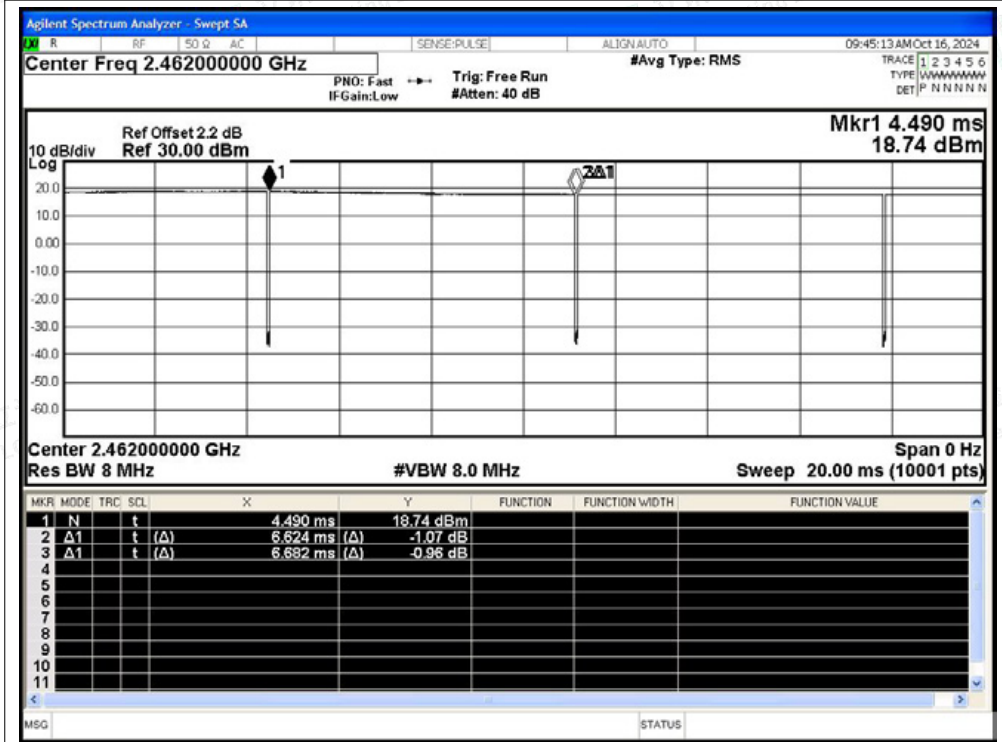 Agilent Spectrum Analyzer - Swept SA
R RF 50 Ω AC SENSE:PULSE ALIGN AUTO 09:45:13 AM Oct 16, 2024
Center Freq 2.462000000 GHz #Avg Type: RMS TRACE 1 2 3 4 5 6
PNO: Fast Trig: Free Run TYPE WWWWWW
IFGain:Low #Atten: 40 dB DET P N N N N N
Mkr1 4.490 ms
Ref Offset 2.2 dB
10 dB/div Ref 30.00 dBm 18.74 dBm
Log
1 2Δ1
20.0
10.0
0.00
-10.0
-20.0
-30.0
-40.0
-50.0
-60.0
Center 2.462000000 GHz Span 0 Hz
Res BW 8 MHz #VBW 8.0 MHz Sweep 20.00 ms (10001 pts)
MKR MODE TRC SCL X Y FUNCTION FUNCTION WIDTH FUNCTION VALUE
1 N t 4.490 ms 18.74 dBm
2 Δ1 t (Δ) 6.624 ms (Δ) -1.07 dB
3 Δ1 t (Δ) 6.682 ms (Δ) -0.96 dB
4
5
6
7
8
9
10
11
MSG STATUS